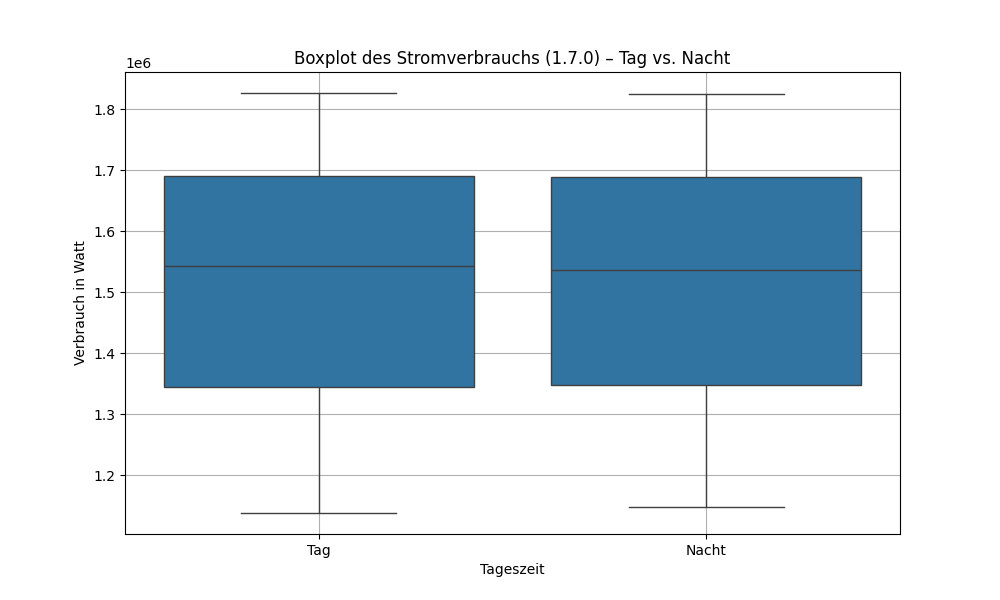 Boxplot des Stromverbrauchs (1.7.0) – Tag vs. Nacht
1e6
1.8
1.7
1.6
1.5
1.4
1.3
1.2
Verbrauch in Watt
Tag
Nacht
Tageszeit